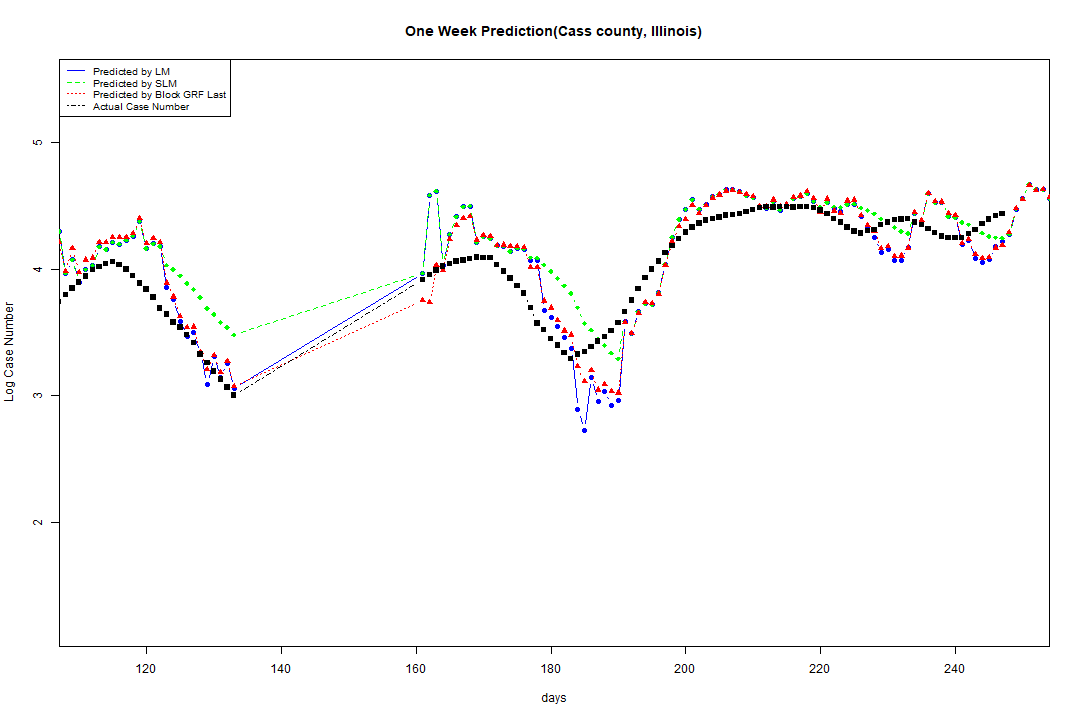 One Week Prediction(Cass county, Illinois)
Predicted by LM
Predicted by SLM
Predicted by Block GRF Last
Actual Case Number
5
4
3
2
Log Case Number
120 140 160 180 200 220 240
days